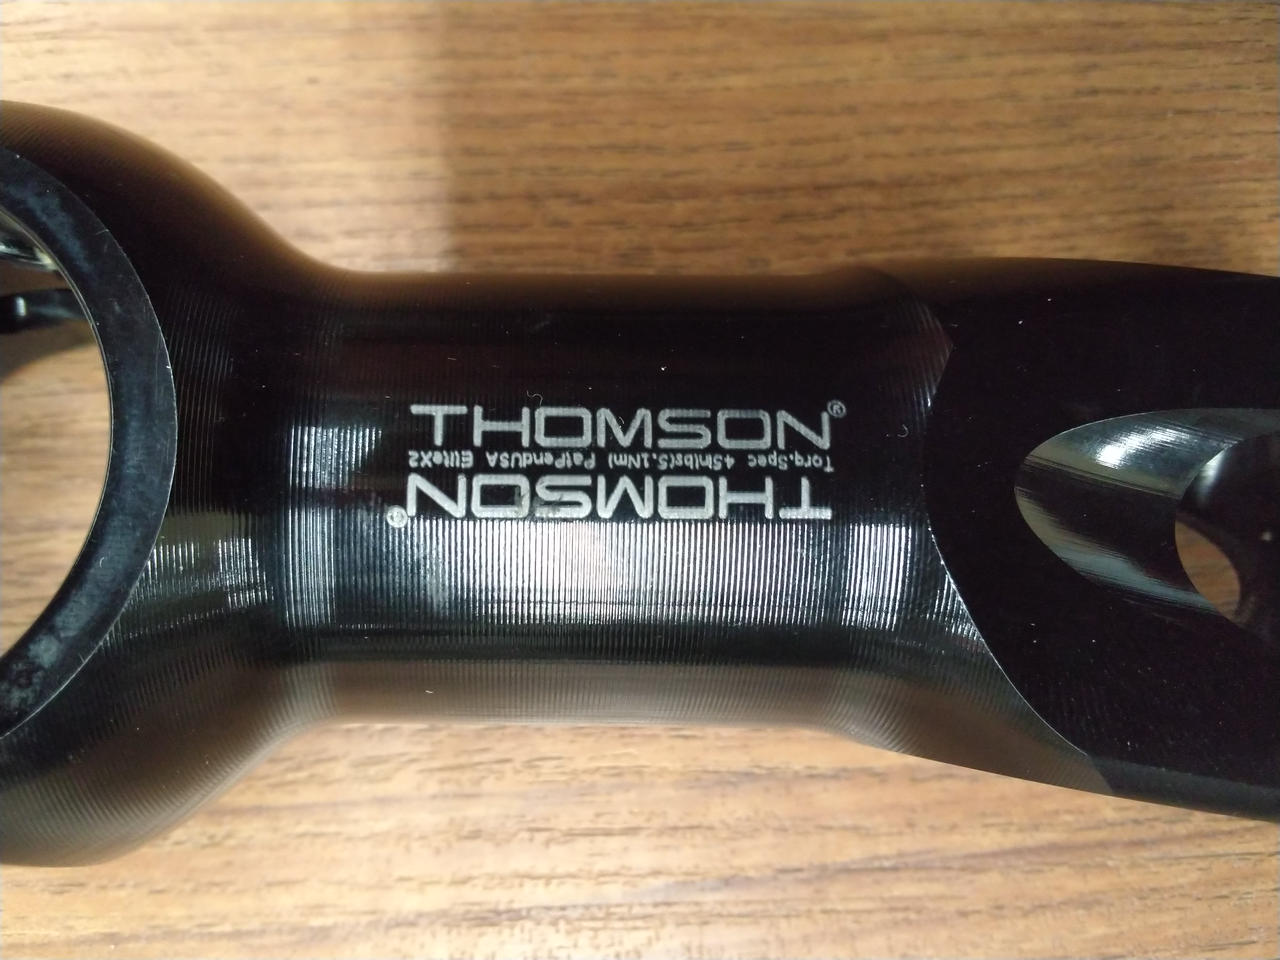 THOMSON®
Torq.Spec 45Inlbs(5.1Nm) PatPendUSA EliteX2
THOMSON®